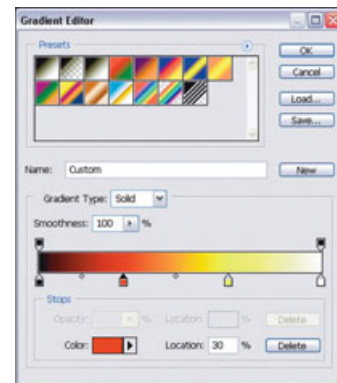 Gradient Editor
Presets
OK
Cancel
Load...
Save...
Name: Custom New
Gradient Type: Solid
Smoothness: 100 %
Stops
Opacity: % Location: % Delete
Color: Location: 30 % Delete